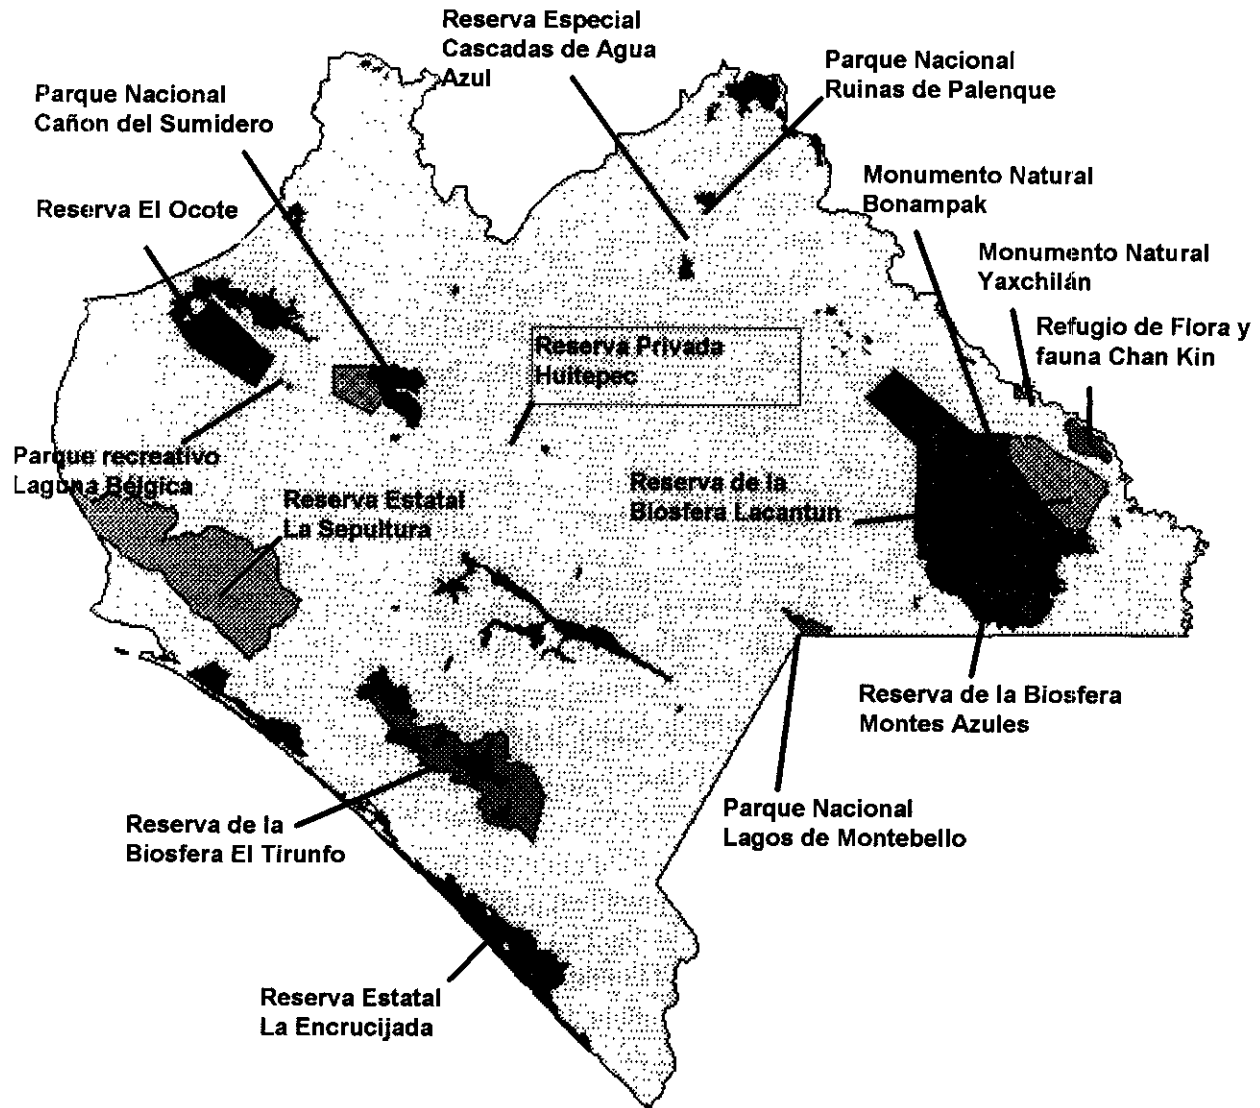 Reserva Especial
Cascadas de Agua
Azul
Parque Nacional
Ruinas de Palenque
Parque Nacional
Cañon del Sumidero
Monumento Natural
Bonampak
Reserva El Ocote
Monumento Natural
Yaxchilán
Refugio de Flora y
fauna Chan Kin
Reserva Privada
Huitepec
Parque recreativo
Laguna Bélgica
Reserva Estatal
La Sepultura
Reserva de la
Biosfera Lacantun
Reserva de la Biosfera
Montes Azules
Parque Nacional
Lagos de Montebello
Reserva de la
Biosfera El Tirunfo
Reserva Estatal
La Encrucijada